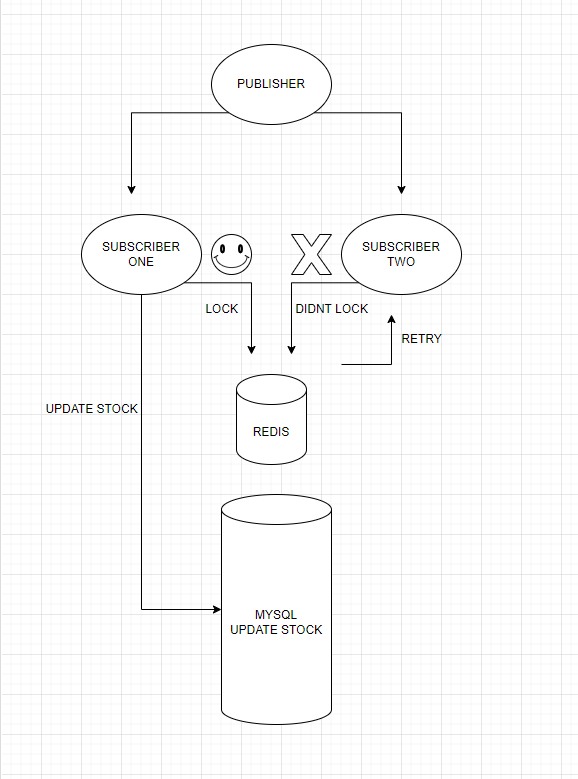 PUBLISHER
SUBSCRIBER
ONE
SUBSCRIBER
TWO
LOCK
DIDNT LOCK
RETRY
UPDATE STOCK
REDIS
MYSQL
UPDATE STOCK